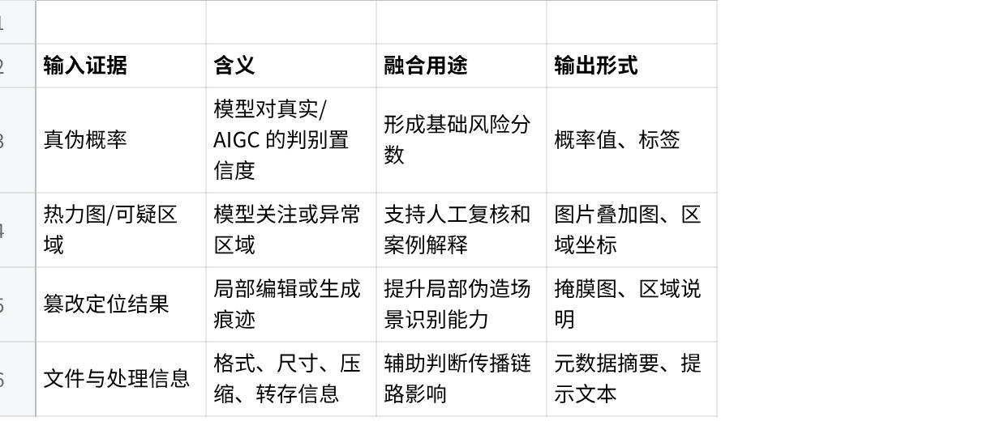 1
2
输入证据 含义 融合用途 输出形式
3
真伪概率
模型对真实/
AIGC 的判别置
信度
形成基础风险分
数
概率值、标签
4
热力图/可疑区
域
模型关注或异常
区域
支持人工复核和
案例解释
图片叠加图、区
域坐标
5
篡改定位结果
局部编辑或生成
痕迹
提升局部伪造场
景识别能力
掩膜图、区域说
明
6
文件与处理信息
格式、尺寸、压
缩、转存信息
辅助判断传播链
路影响
元数据摘要、提
示文本